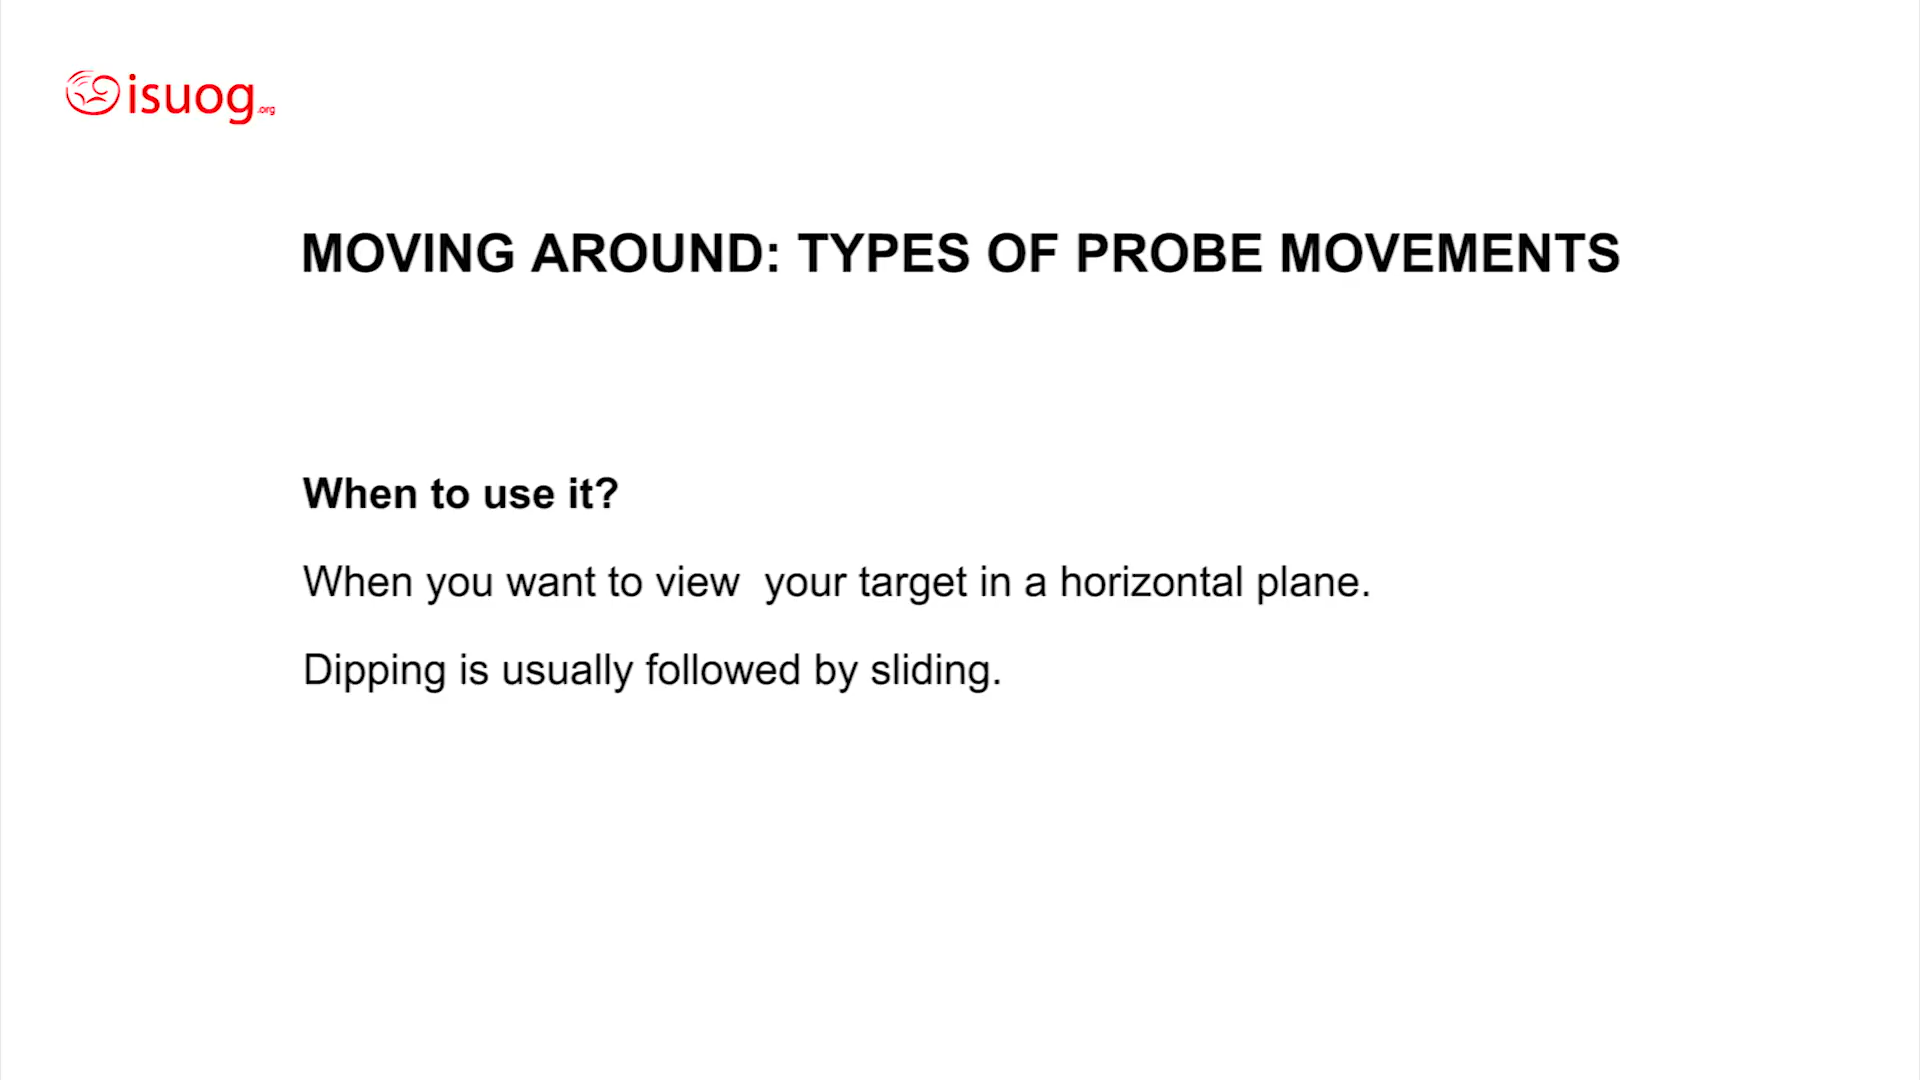 isuog.org
MOVING AROUND: TYPES OF PROBE MOVEMENTS
When to use it?
When you want to view  your target in a horizontal plane.
Dipping is usually followed by sliding.